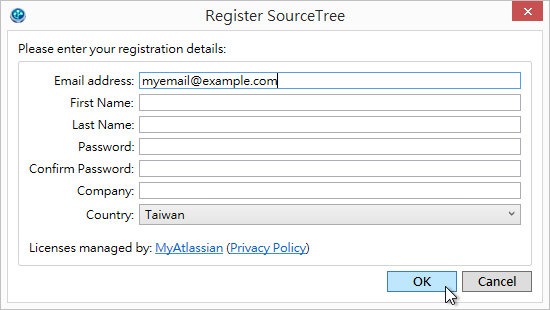 Register SourceTree
Please enter your registration details:
Email address: myemail@example.com
First Name:
Last Name:
Password:
Confirm Password:
Company:
Country: Taiwan
Licenses managed by: MyAtlassian (Privacy Policy)
OK Cancel